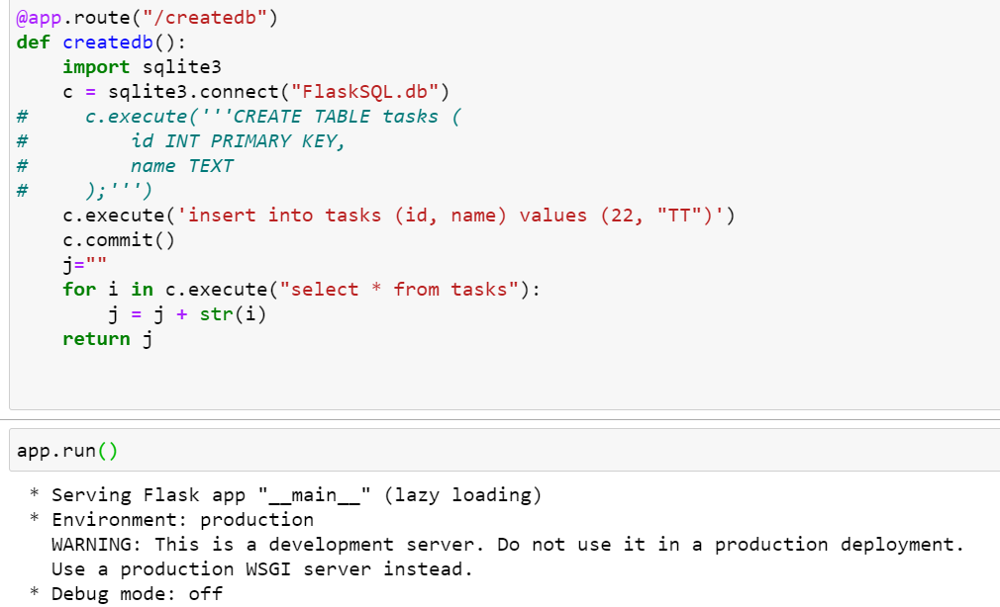 @app.route("/createdb")
def createdb():
    import sqlite3
    c = sqlite3.connect("FlaskSQL.db")
#     c.execute('''CREATE TABLE tasks (
#         id INT PRIMARY KEY,
#         name TEXT
#     );''')
    c.execute('insert into tasks (id, name) values (22, "TT")')
    c.commit()
    j=""
    for i in c.execute("select * from tasks"):
        j = j + str(i)
    return j
app.run()
 * Serving Flask app "__main__" (lazy loading)
 * Environment: production
   WARNING: This is a development server. Do not use it in a production deployment.
   Use a production WSGI server instead.
 * Debug mode: off